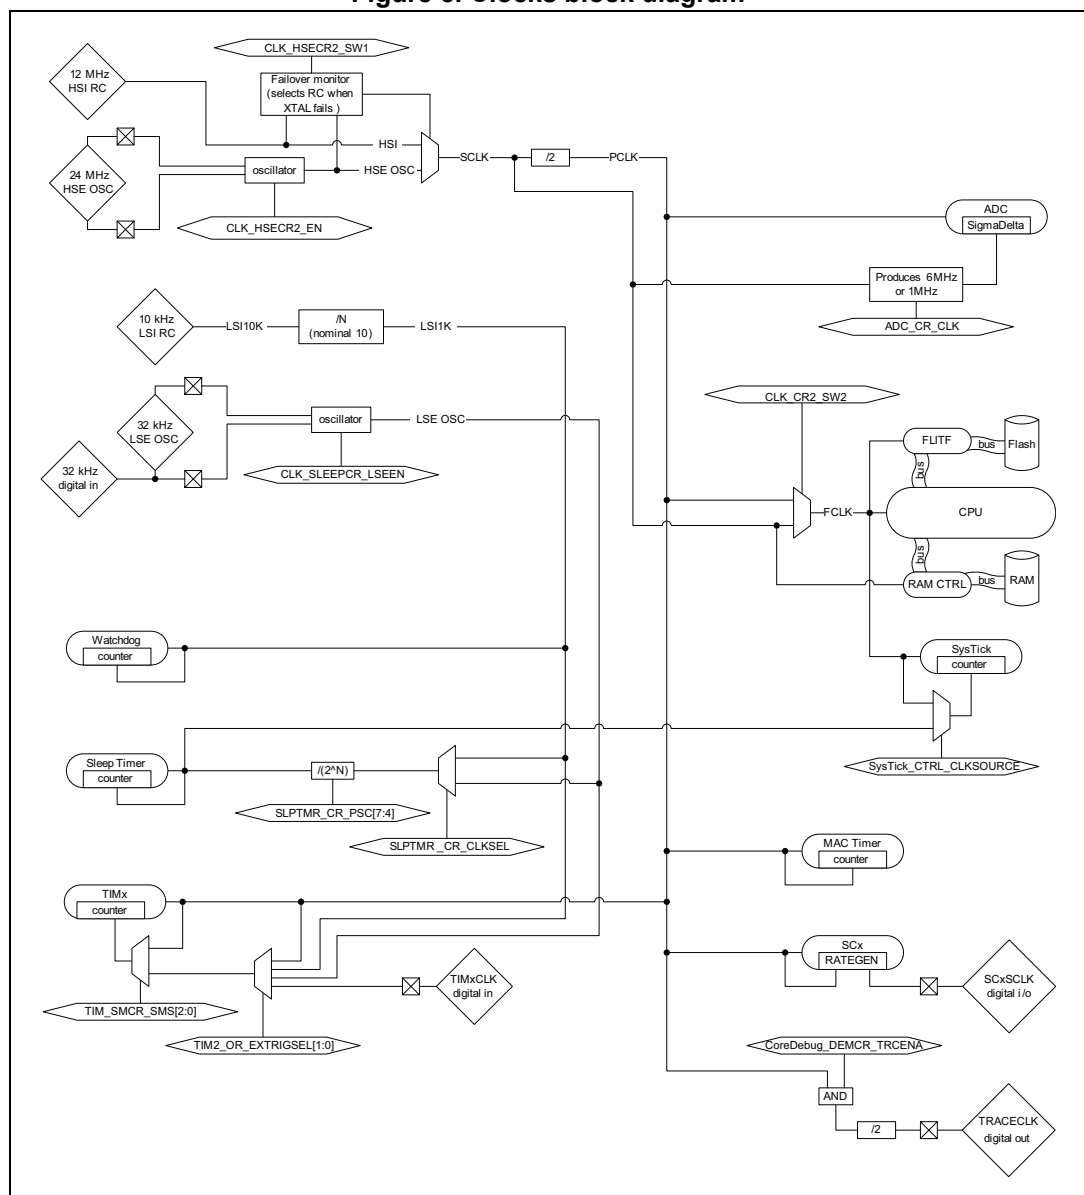 Figure 6. Clocks block diagram
CLK_HSECR2_SW1
12 MHz
HSI RC
Failover monitor
(selects RC when
XTAL fails )
HSI
SCLK
/2
PCLK
24 MHz
HSE OSC
oscillator
HSE OSC
CLK_HSECR2_EN
ADC
SigmaDelta
Produces 6MHz
or 1MHz
ADC_CR_CLK
10 kHz
LSI RC
LSI10K
/N
(nominal 10)
LSI1K
32 kHz
LSE OSC
oscillator
LSE OSC
CLK_SLEEPCR_LSEEN
32 kHz
digital in
CLK_CR2_SW2
FLITF
bus
Flash
bus
FCLK
CPU
bus
RAM CTRL
bus
RAM
Watchdog
counter
SysTick
counter
Sleep Timer
counter
/(2^N)
SysTick_CTRL_CLKSOURCE
SLPTMR_CR_PSC[7:4]
SLPTMR _CR_CLKSEL
MAC Timer
counter
TIMx
counter
TIMxCLK
digital in
TIM_SMCR_SMS[2:0]
TIM2_OR_EXTRIGSEL[1:0]
SCx
RATEGEN
SCxSCLK
digital i/o
CoreDebug_DEMCR_TRCENA
AND
/2
TRACECLK
digital out